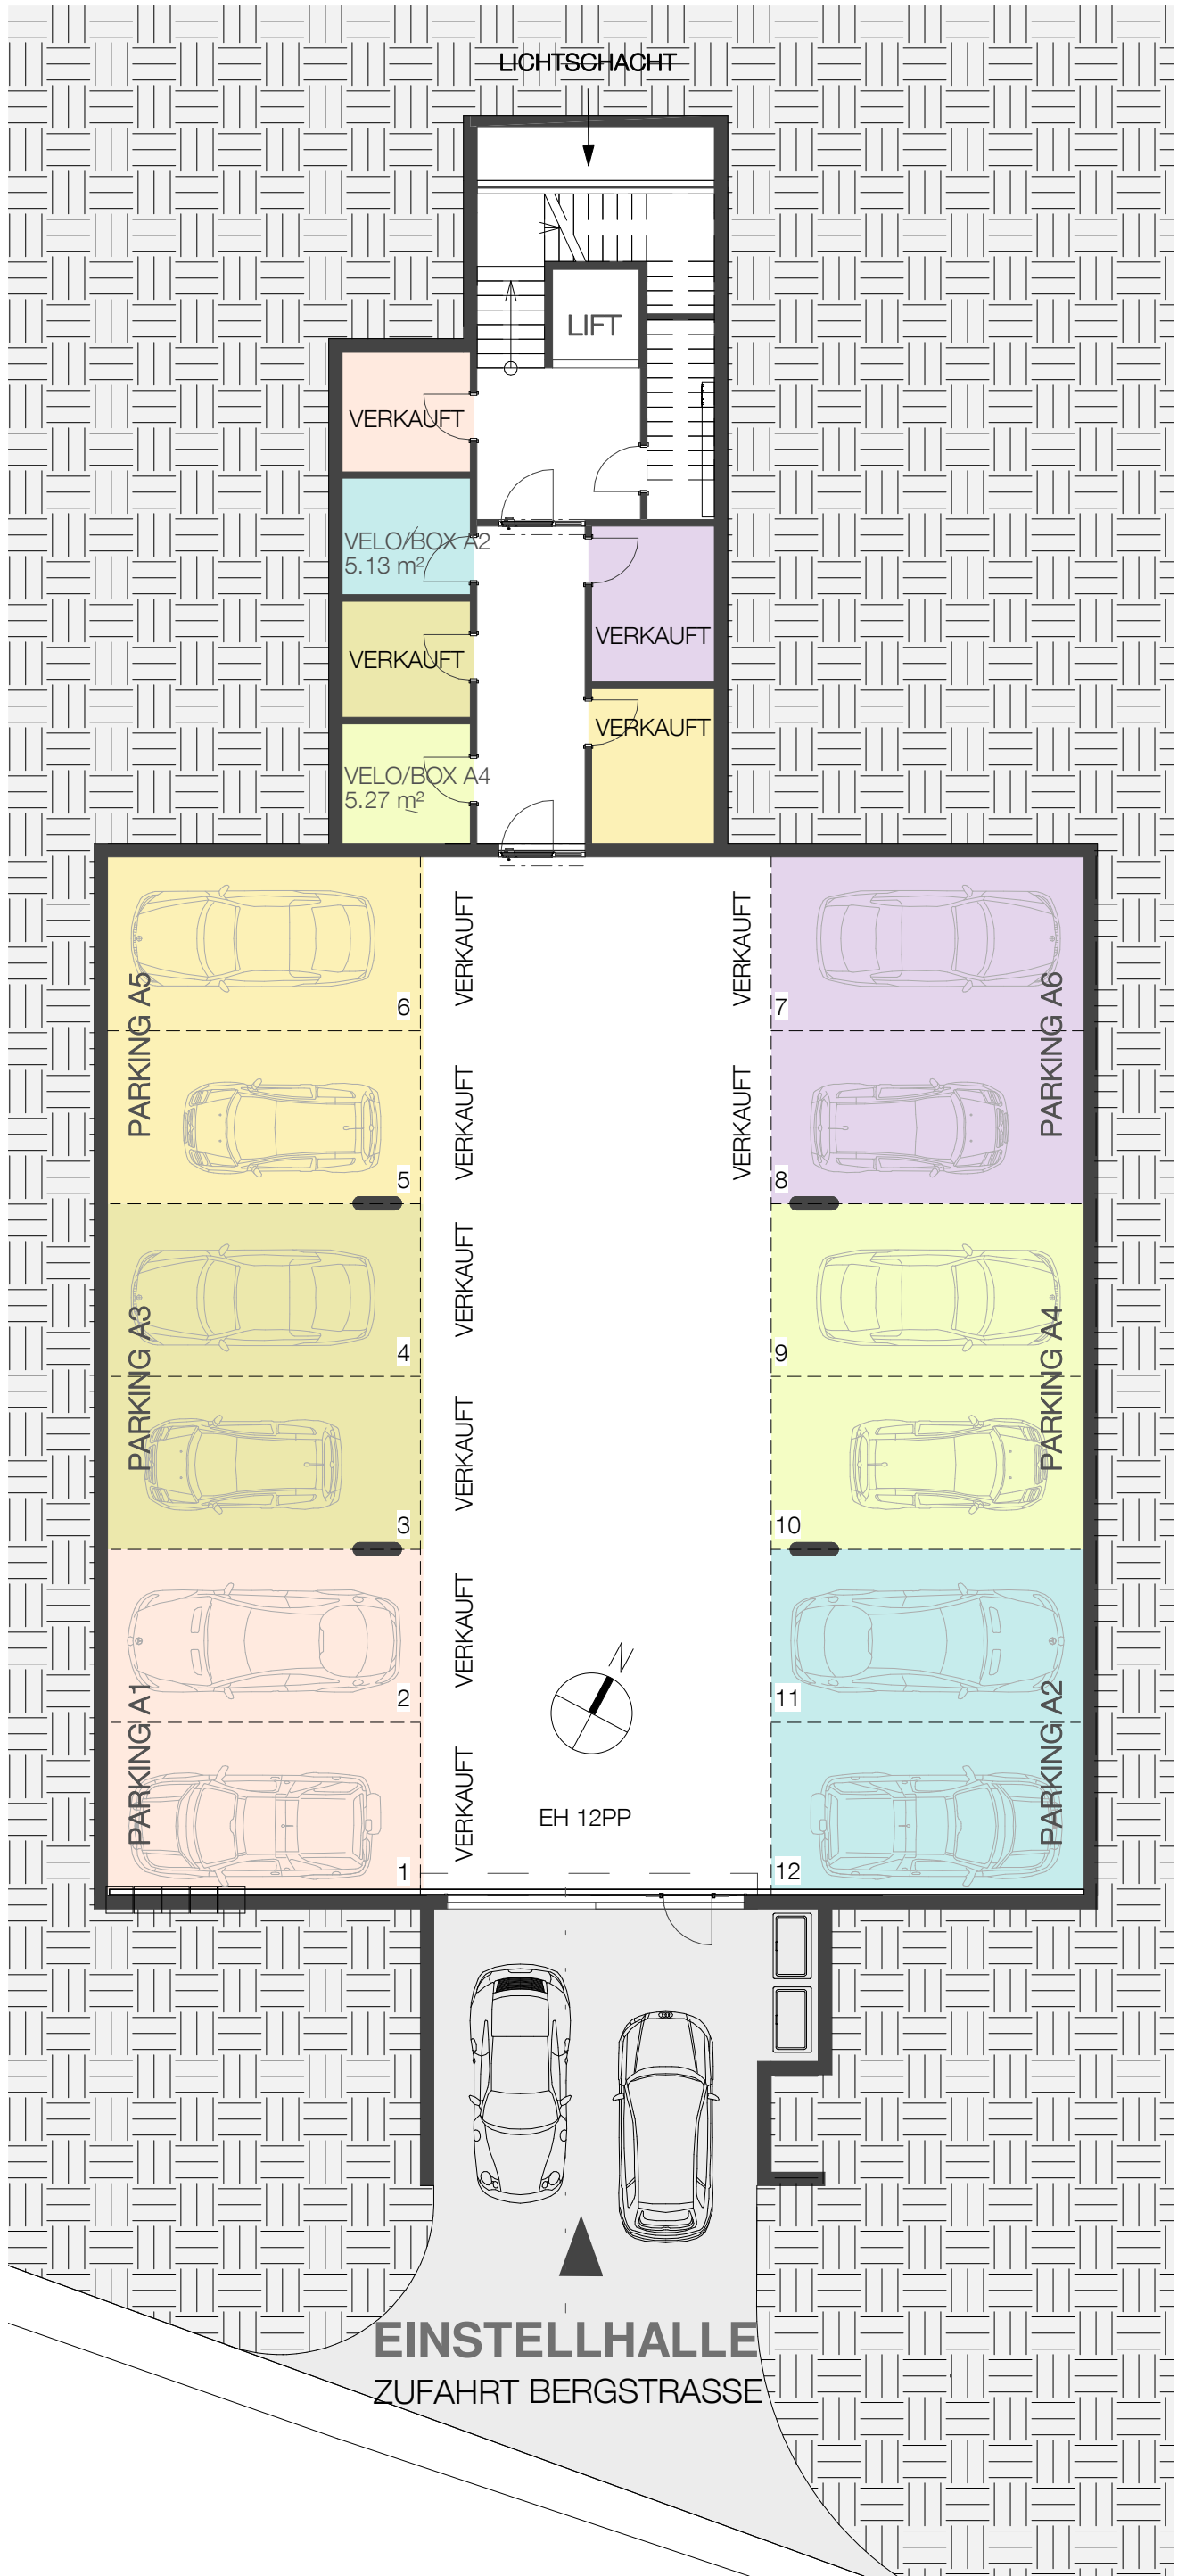 LICHTSCHACHT
LIFT
VERKAUFT
VELO/BOX A2
5.13 m²
VERKAUFT
VERKAUFT
VERKAUFT
VELO/BOX A4
5.27 m²
VERKAUFT
VERKAUFT
PARKING A5
PARKING A6
6
7
VERKAUFT
VERKAUFT
5
8
VERKAUFT
PARKING A3
PARKING A4
4
9
VERKAUFT
3
10
VERKAUFT
N
PARKING A1
PARKING A2
2
11
VERKAUFT
EH 12PP
1
12
EINSTELLHALLE
ZUFAHRT BERGSTRASSE